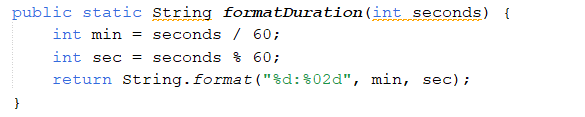 public static String formatDuration(int seconds) {
    int min = seconds / 60;
    int sec = seconds % 60;
    return String.format("%d:%02d", min, sec);
}